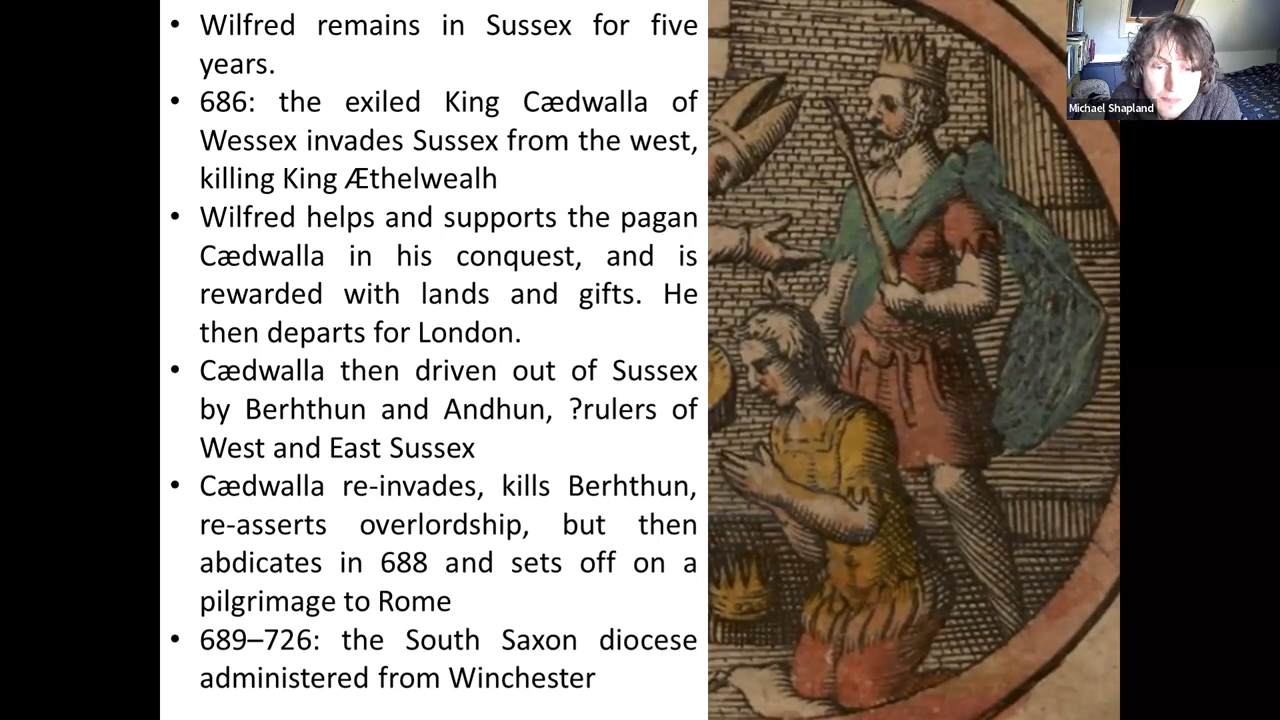 • Wilfred remains in Sussex for five
years.
• 686: the exiled King Cædwalla of
Wessex invades Sussex from the west,
killing King Æthelwealh
• Wilfred helps and supports the pagan
Cædwalla in his conquest, and is
rewarded with lands and gifts. He
then departs for London.
• Cædwalla then driven out of Sussex
by Berhthun and Andhun, ?rulers of
West and East Sussex
• Cædwalla re-invades, kills Berhthun,
re-asserts overlordship, but then
abdicates in 688 and sets off on a
pilgrimage to Rome
• 689–726: the South Saxon diocese
administered from Winchester
Michael Shapland